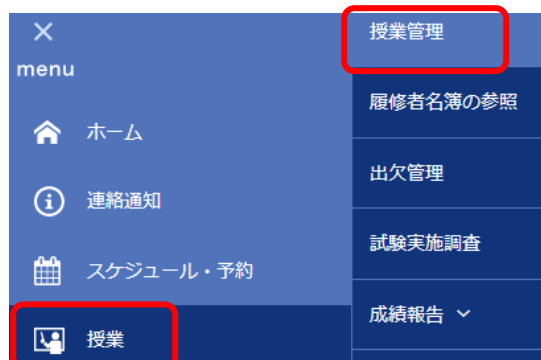 menu
ホーム
連絡通知
スケジュール・予約
授業
授業管理
履修者名簿の参照
出欠管理
試験実施調査
成績報告